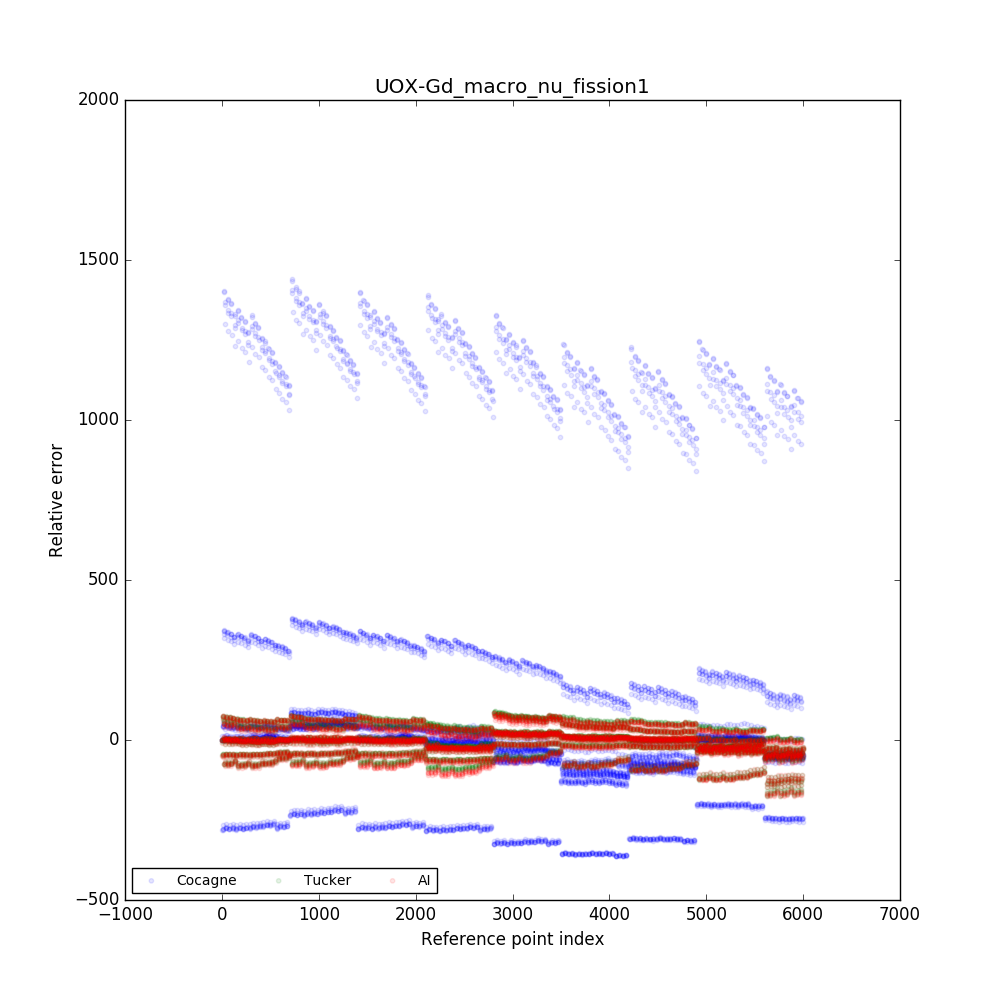 UOX-Gd_macro_nu_fission1
2000
1500
1000
500
0
−500
Relative error
−1000
0
1000
2000
3000
4000
5000
6000
7000
Reference point index
Cocagne
Tucker
AI